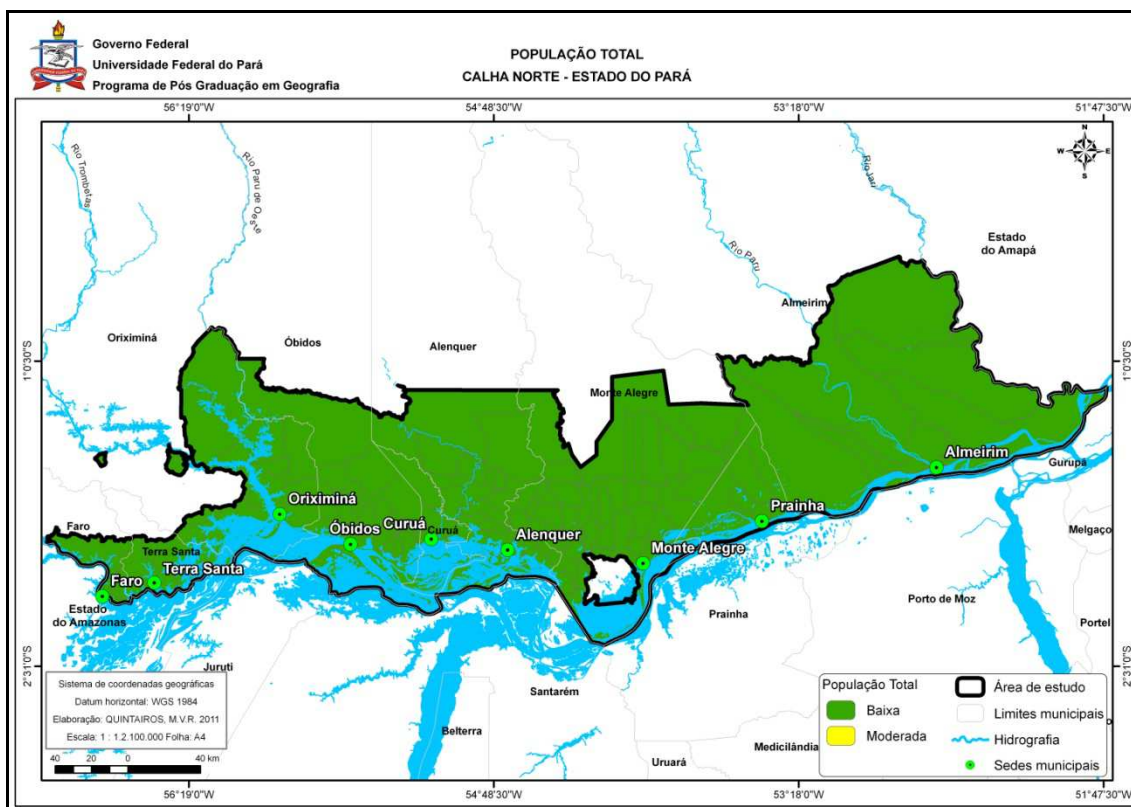 Governo Federal
Universidade Federal do Pará
Programa de Pós Graduação em Geografia
POPULAÇÃO TOTAL
CALHA NORTE - ESTADO DO PARÁ
56°19'0"W
54°48'30"W
53°18'0"W
51°47'30"W
N
W E
S
Rio Trombetas
Rio Paru de Oeste
Rio Paru
Rio Jari
Estado
do Amapá
Almeirim
Oriximiná
Óbidos
Alenquer
Monte Alegre
1°0'30"S
1°0'30"S
Almeirim
Gurupá
Oriximiná
Prainha
Faro
Óbidos
Curuá
Curuá
Alenquer
Melgaço
Terra Santa
Monte Alegre
Terra Santa
Faro
Estado
do Amazonas
Prainha
Porto de Moz
Portel
Juruti
2°31'0"S
2°31'0"S
Santarém
Belterra
Uruará
Medicilândia
Sistema de coordenadas geográficas
Datum horizontal: WGS 1984
Elaboração: QUINTAIROS, M.V.R. 2011
Escala: 1 : 1.2.100.000 Folha: A4
40 20 0 40 km
População Total
Baixa
Moderada
Área de estudo
Limites municipais
Hidrografia
Sedes municipais
56°19'0"W
54°48'30"W
53°18'0"W
51°47'30"W